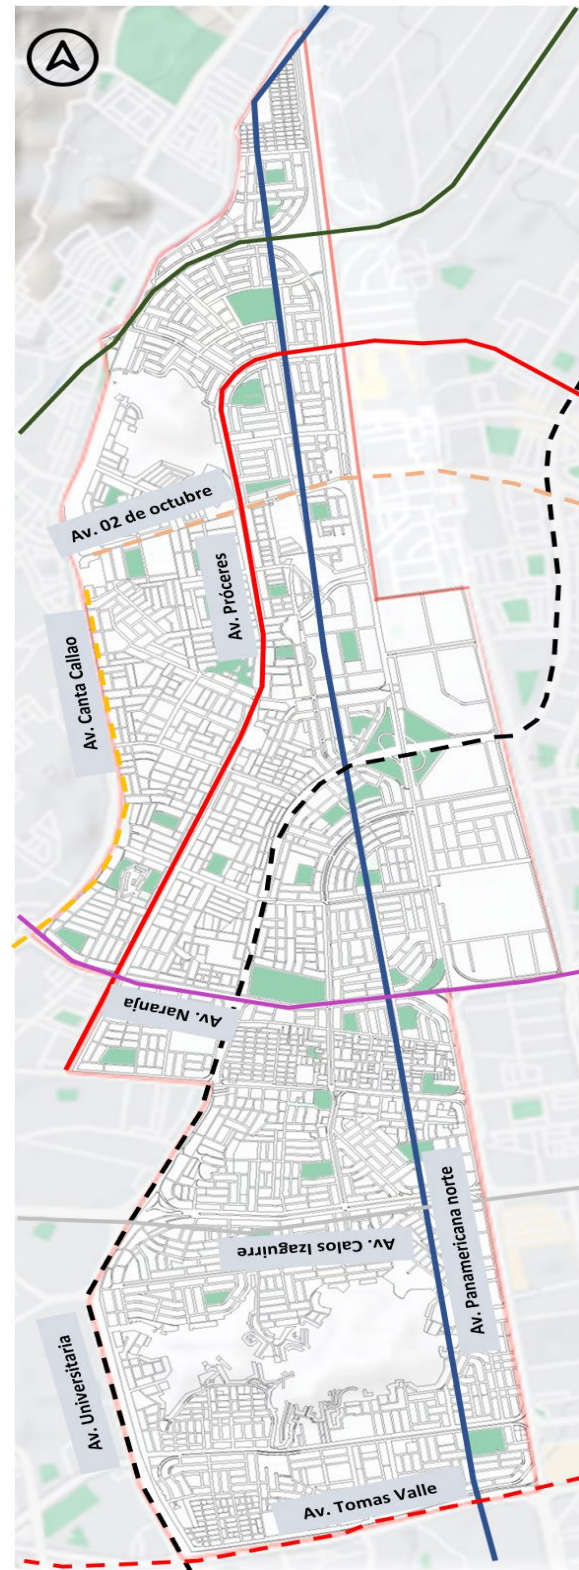 Av. 02 de octubre
Av. Próceres
Av. Canta Callao
Av. Naranja
Av. Panamericana norte
Av. Calos Izaguirre
Av. Universitaria
Av. Tomas Valle